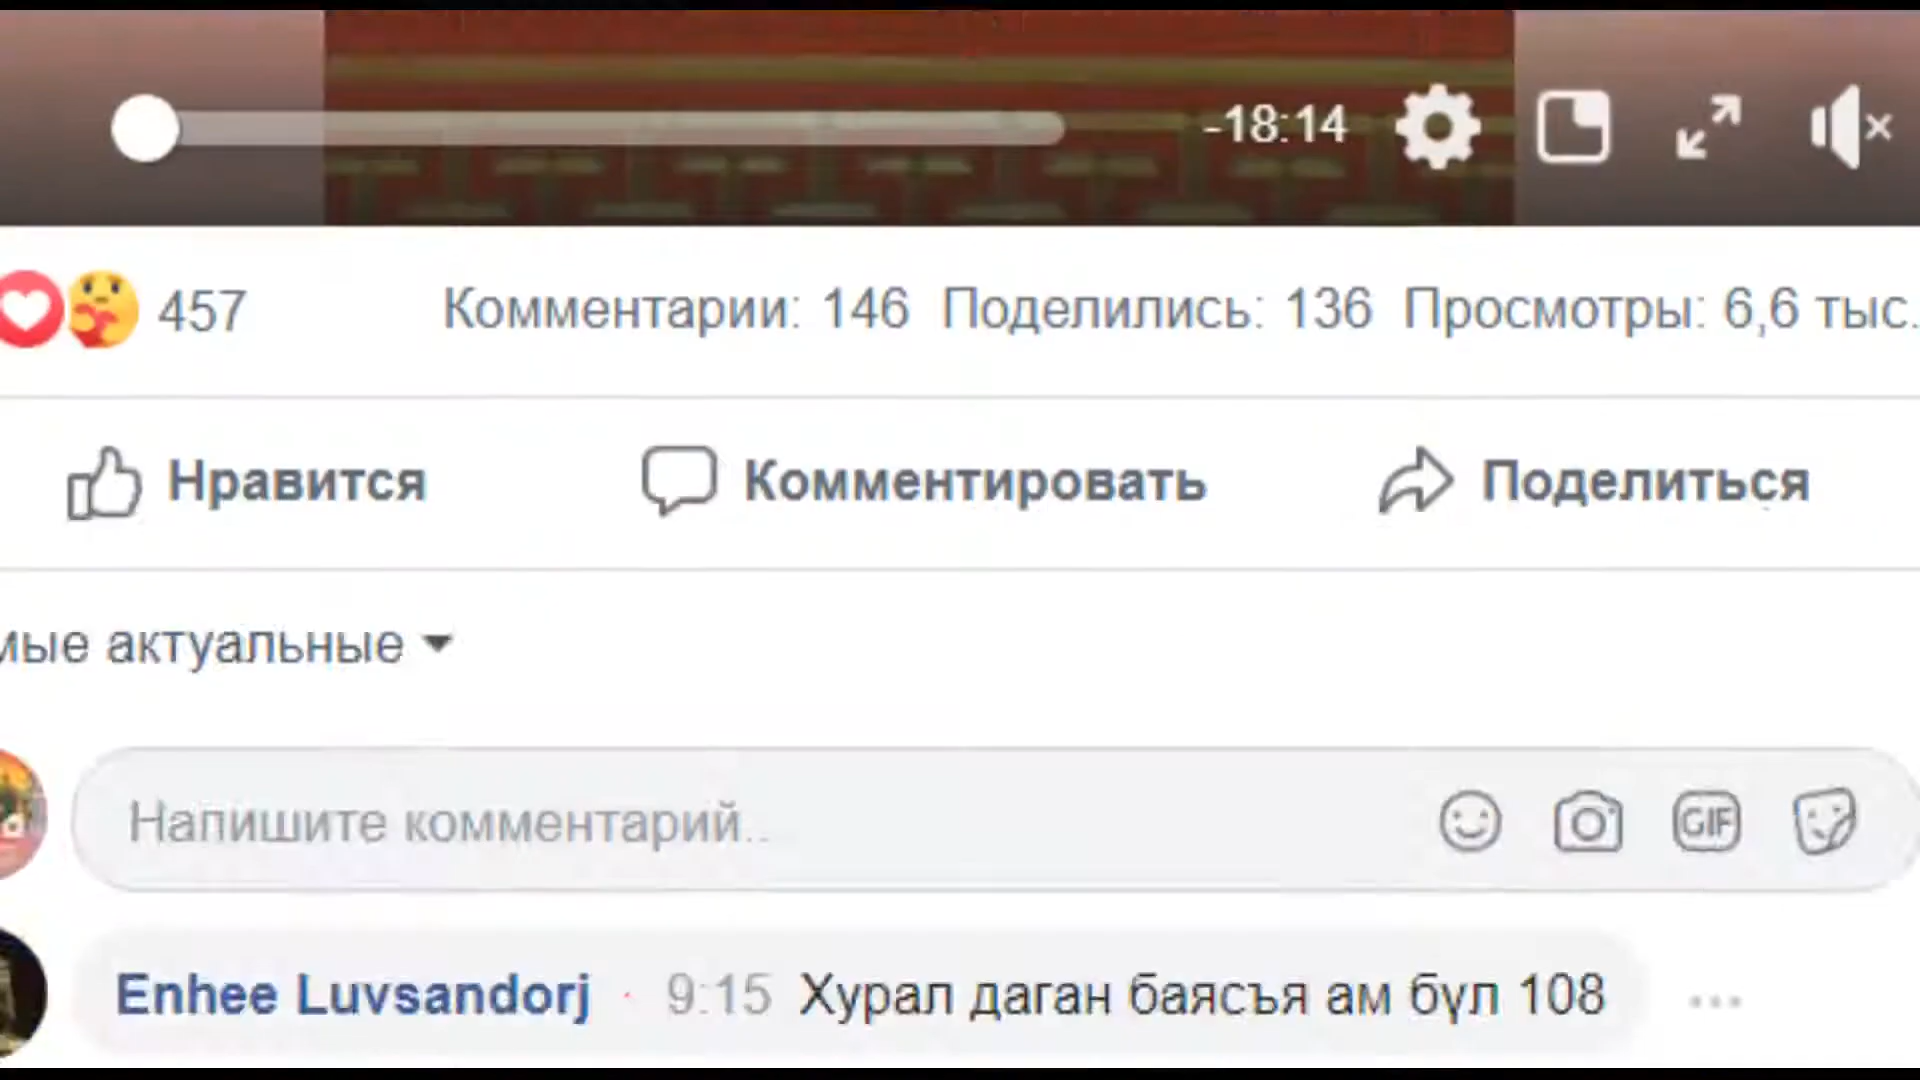 -18:14
457 Комментарии: 146 Поделились: 136 Просмотры: 6,6 тыс.
Нравится Комментировать Поделиться
мые актуальные
Напишите комментарий...
GIF
Enhee Luvsandorj · 9:15 Хурал даган баясъя ам бүл 108